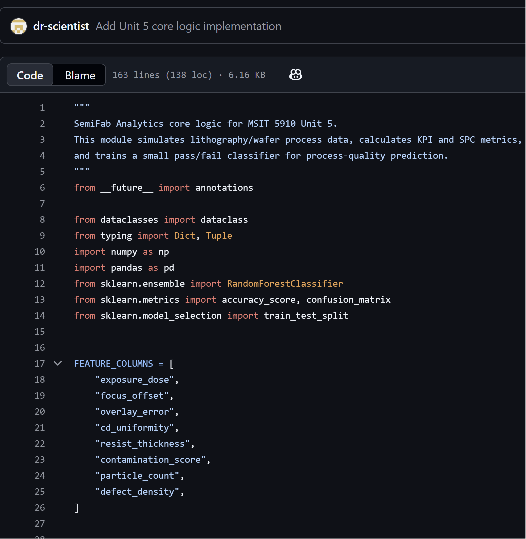 dr-scientist Add Unit 5 core logic implementation
Code Blame 163 lines (138 loc) · 6.16 KB
1 """
2 SemiFab Analytics core logic for MSIT 5910 Unit 5.
3 This module simulates lithography/wafer process data, calculates KPI and SPC metrics,
4 and trains a small pass/fail classifier for process-quality prediction.
5 """
6 from __future__ import annotations
7
8 from dataclasses import dataclass
9 from typing import Dict, Tuple
10 import numpy as np
11 import pandas as pd
12 from sklearn.ensemble import RandomForestClassifier
13 from sklearn.metrics import accuracy_score, confusion_matrix
14 from sklearn.model_selection import train_test_split
15
16
17 FEATURE_COLUMNS = [
18 "exposure_dose",
19 "focus_offset",
20 "overlay_error",
21 "cd_uniformity",
22 "resist_thickness",
23 "contamination_score",
24 "particle_count",
25 "defect_density",
26 ]
27